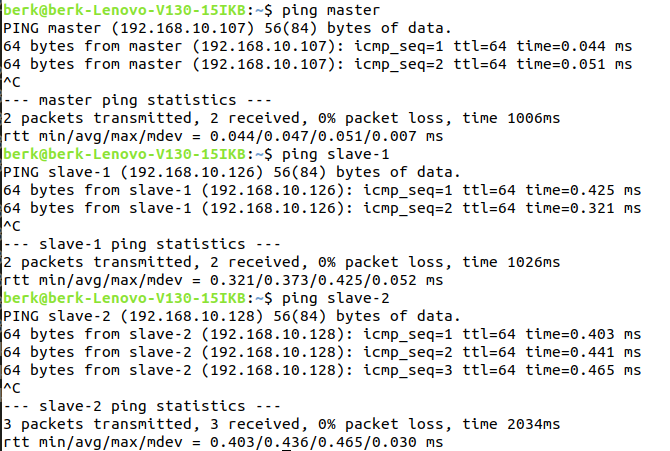 berk@berk-Lenovo-V130-15IKB:~$ ping master
PING master (192.168.10.107) 56(84) bytes of data.
64 bytes from master (192.168.10.107): icmp_seq=1 ttl=64 time=0.044 ms
64 bytes from master (192.168.10.107): icmp_seq=2 ttl=64 time=0.051 ms
^C
--- master ping statistics ---
2 packets transmitted, 2 received, 0% packet loss, time 1006ms
rtt min/avg/max/mdev = 0.044/0.047/0.051/0.007 ms
berk@berk-Lenovo-V130-15IKB:~$ ping slave-1
PING slave-1 (192.168.10.126) 56(84) bytes of data.
64 bytes from slave-1 (192.168.10.126): icmp_seq=1 ttl=64 time=0.425 ms
64 bytes from slave-1 (192.168.10.126): icmp_seq=2 ttl=64 time=0.321 ms
^C
--- slave-1 ping statistics ---
2 packets transmitted, 2 received, 0% packet loss, time 1026ms
rtt min/avg/max/mdev = 0.321/0.373/0.425/0.052 ms
berk@berk-Lenovo-V130-15IKB:~$ ping slave-2
PING slave-2 (192.168.10.128) 56(84) bytes of data.
64 bytes from slave-2 (192.168.10.128): icmp_seq=1 ttl=64 time=0.403 ms
64 bytes from slave-2 (192.168.10.128): icmp_seq=2 ttl=64 time=0.441 ms
64 bytes from slave-2 (192.168.10.128): icmp_seq=3 ttl=64 time=0.465 ms
^C
--- slave-2 ping statistics ---
3 packets transmitted, 3 received, 0% packet loss, time 2034ms
rtt min/avg/max/mdev = 0.403/0.436/0.465/0.030 ms